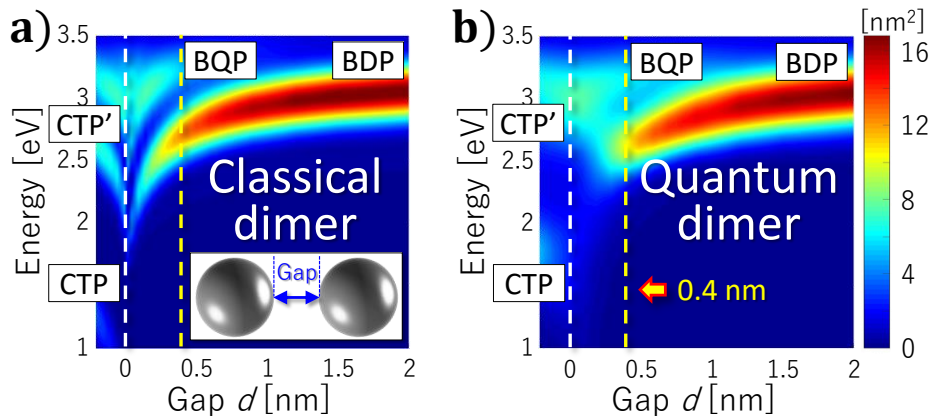 a)
3.5
3
2.5
2
1.5
1
Energy [eV]
BQP
BDP
CTP’
CTP
Classical
dimer
Gap
0
0.5
1
1.5
2
Gap d [nm]
b)
3.5
3
2.5
2
1.5
1
Energy [eV]
BQP
BDP
CTP’
CTP
Quantum
dimer
0.4 nm
0
0.5
1
1.5
2
Gap d [nm]
[nm²]
16
12
8
4
0